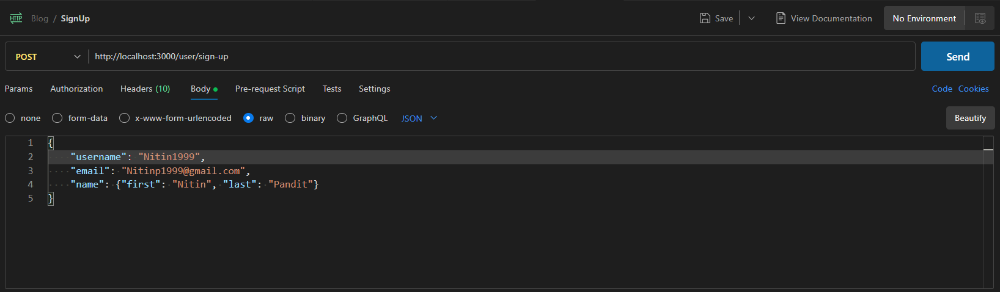 HTTP Blog / SignUp Save View Documentation No Environment
POST http://localhost:3000/user/sign-up Send
Params Authorization Headers (10) Body Pre-request Script Tests Settings Code Cookies
none form-data x-www-form-urlencoded raw binary GraphQL JSON Beautify
1 {
2 "username": "Nitin1999",
3 "email": "Nitinp1999@gmail.com",
4 "name": {"first": "Nitin", "last": "Pandit"}
5 }